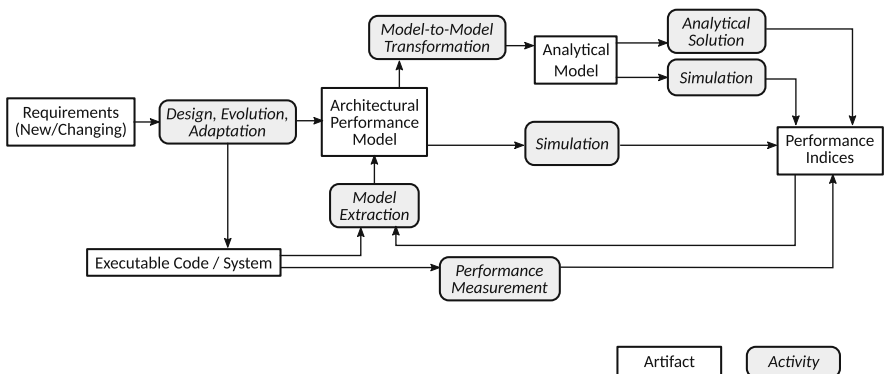 Model-to-Model
Transformation
Analytical
Model
Analytical
Solution
Simulation
Requirements
(New/Changing)
Design, Evolution,
Adaptation
Architectural
Performance
Model
Simulation
Performance
Indices
Model
Extraction
Executable Code / System
Performance
Measurement
Artifact
Activity